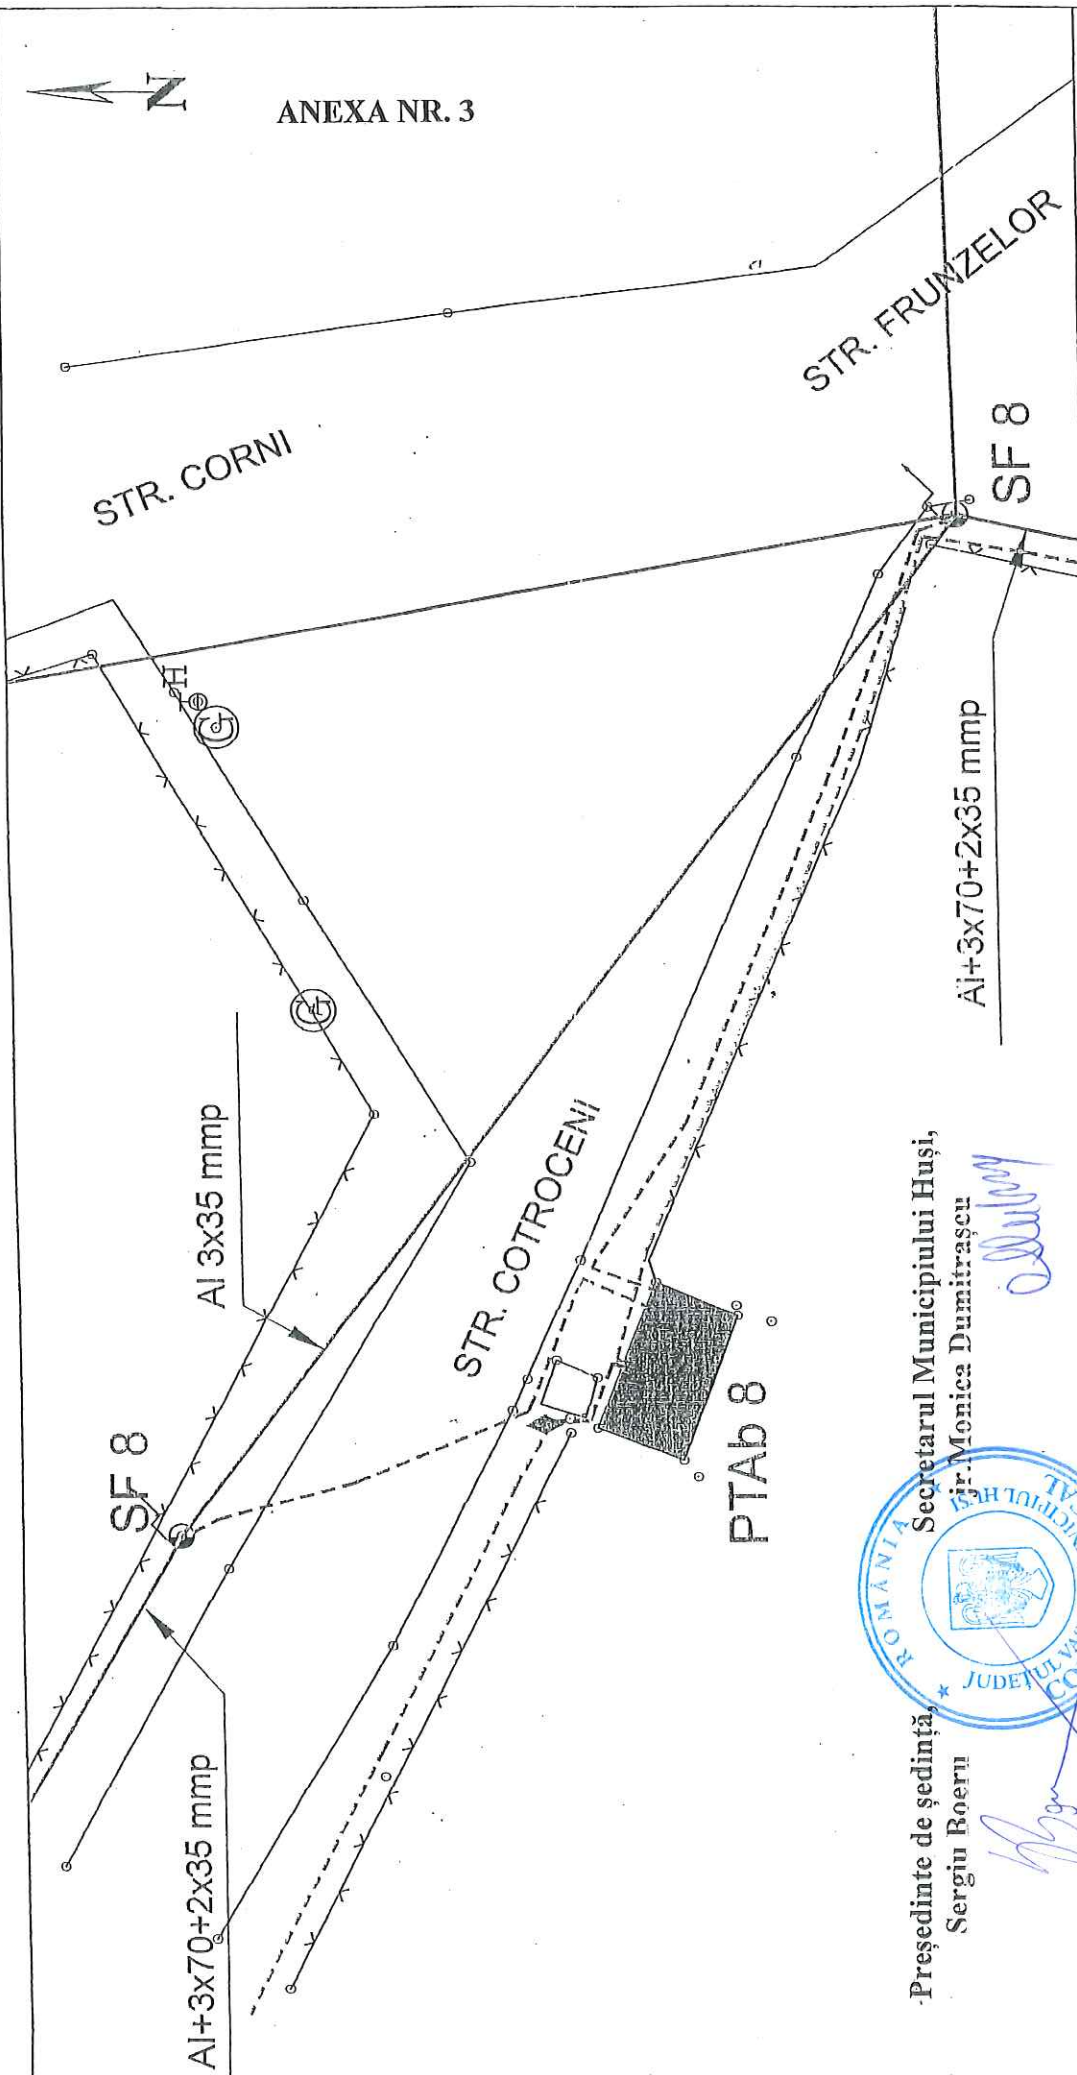 N
ANEXA NR. 3
STR. CORNI
STR. FRUNZELOR
H
G
G
SF 8
Al 3x35 mmp
SF 8
STR. COTROCENI
Al+3x70+2x35 mmp
PTAb 8
Al+3x70+2x35 mmp
Președinte de ședință,
Sergiu Boeru
Secretarul Municipiului Huși,
jr.Monica Dumitrașcu
ROMÂNIA
JUDEȚUL
MUNICIPIUL HUȘI